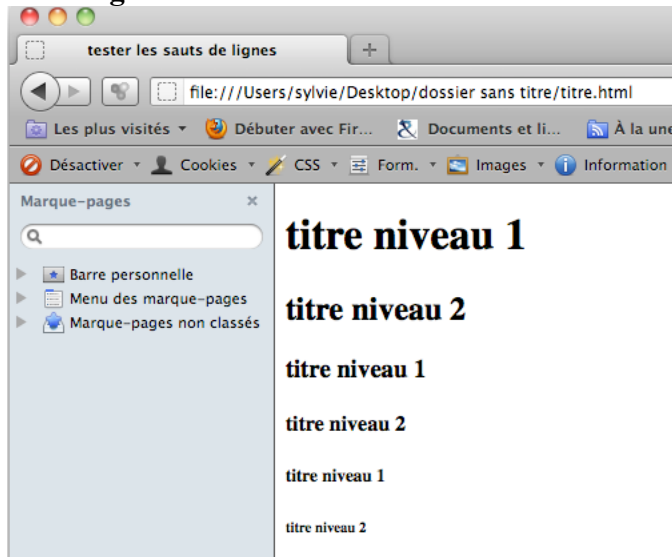 tester les sauts de lignes
file:///Users/sylvie/Desktop/dossier sans titre/titre.html
Les plus visités Débuter avec Fir... Documents et li... À la une
Désactiver Cookies CSS Form. Images Information
Marque-pages
Barre personnelle
Menu des marque-pages
Marque-pages non classés
titre niveau 1
titre niveau 2
titre niveau 1
titre niveau 2
titre niveau 1
titre niveau 2